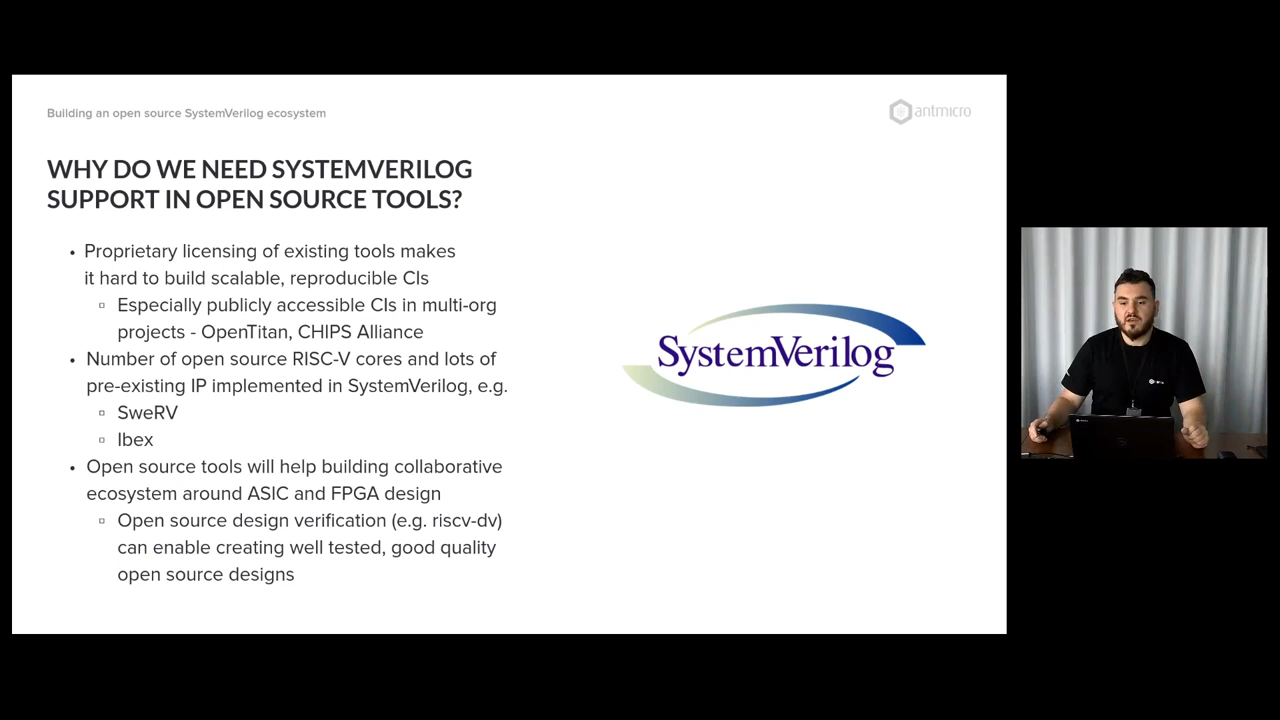 Building an open source SystemVerilog ecosystem
antmicro
WHY DO WE NEED SYSTEMVERILOG
SUPPORT IN OPEN SOURCE TOOLS?
• Proprietary licensing of existing tools makes
it hard to build scalable, reproducible CIs
▫ Especially publicly accessible CIs in multi-org
projects - OpenTitan, CHIPS Alliance
• Number of open source RISC-V cores and lots of
pre-existing IP implemented in SystemVerilog, e.g.
▫ SweRV
▫ Ibex
• Open source tools will help building collaborative
ecosystem around ASIC and FPGA design
▫ Open source design verification (e.g. riscv-dv)
can enable creating well tested, good quality
open source designs
SystemVerilog